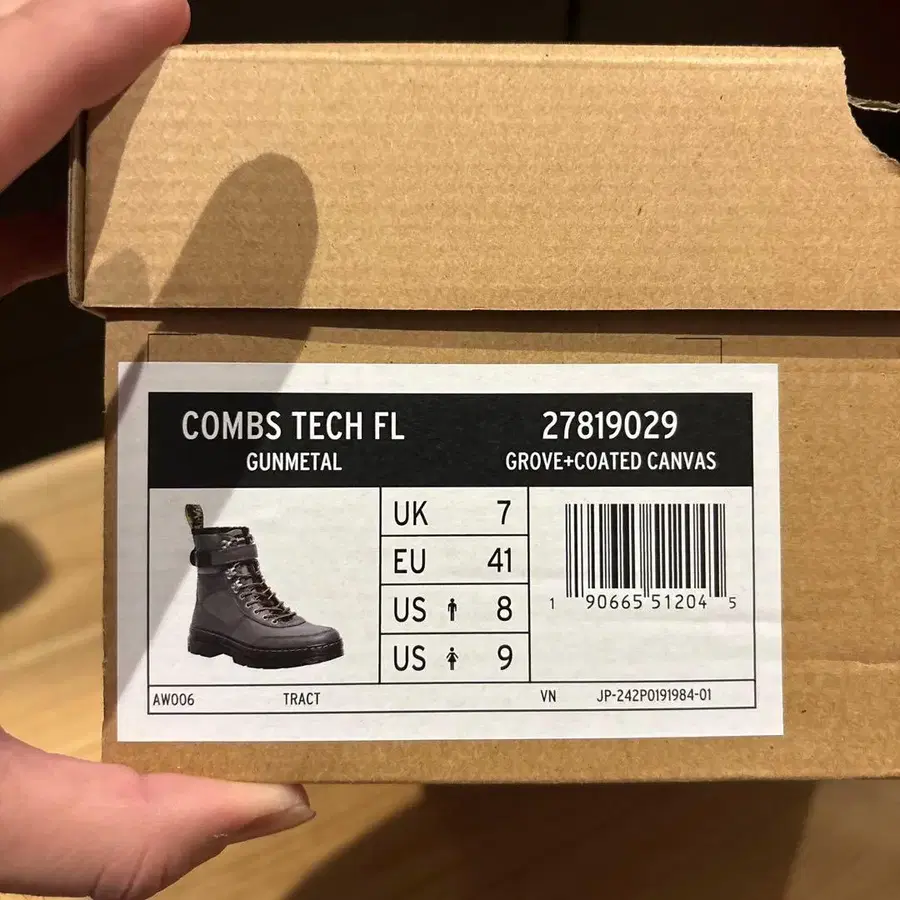 COMBS TECH FL 27819029
GUNMETAL GROVE+COATED CANVAS
UK 7
EU 41
US 8
US 9
1 90665 51204 5
AW006 TRACT VN JP-242P0191984-01